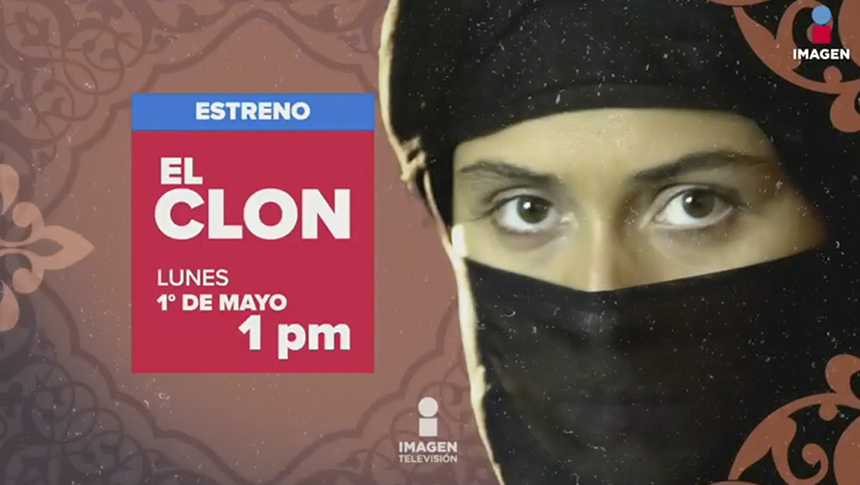 IMAGEN
ESTRENO
EL
CLON
LUNES
1° DE MAYO
1 pm
IMAGEN
TELEVISIÓN